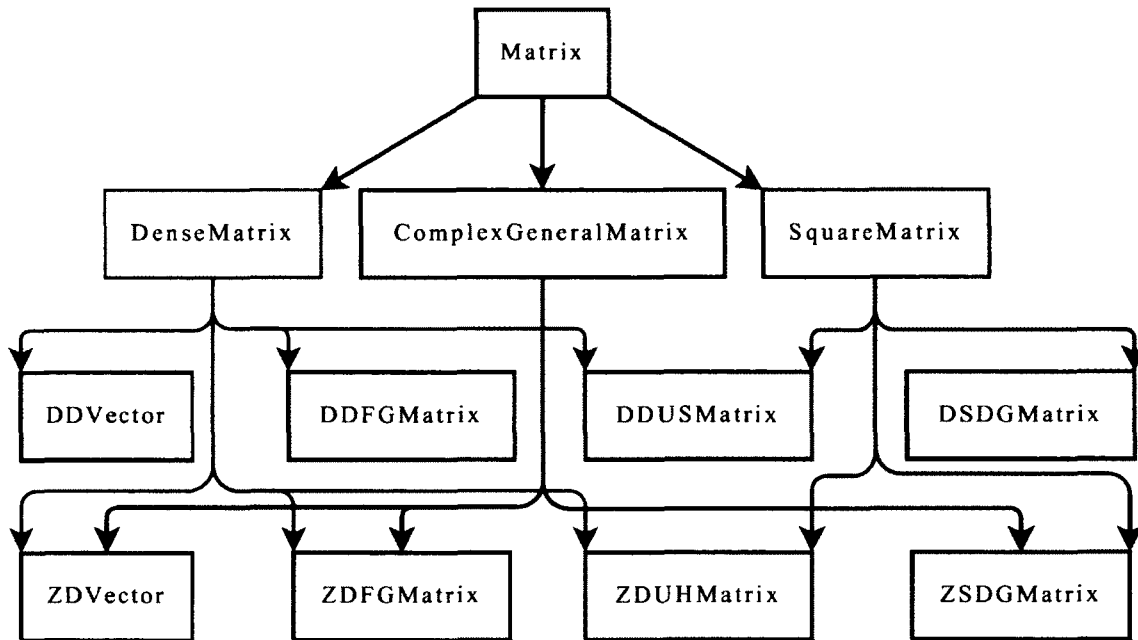 Matrix
DenseMatrix
ComplexGeneralMatrix
SquareMatrix
DDVector
DDFGMatrix
DDUSMatrix
DSDGMatrix
ZDVector
ZDFGMatrix
ZDUHMatrix
ZSDGMatrix